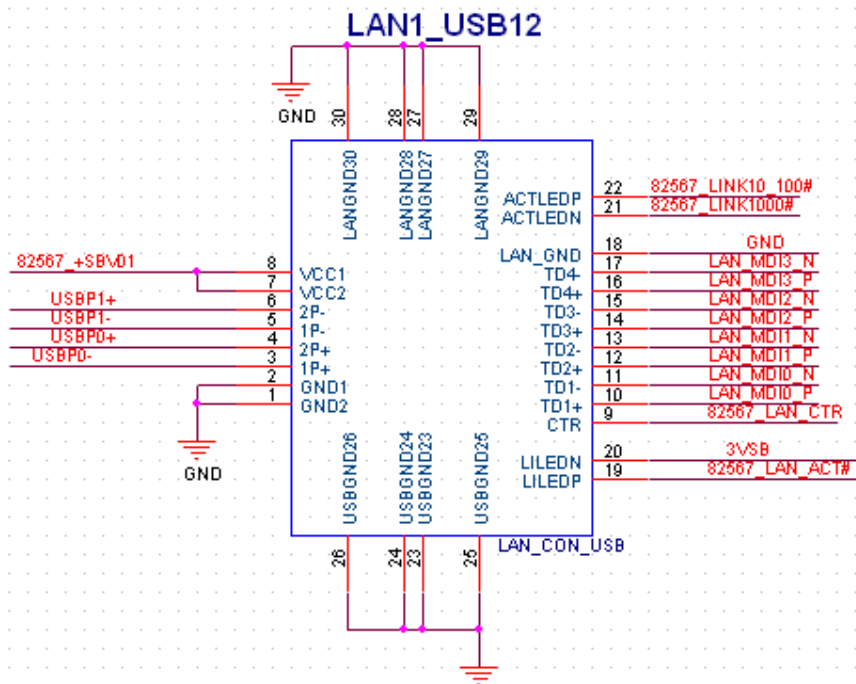 LAN1_USB12
GND
30
28
27
29
LANGND30
LANGND28
LANGND27
LANGND29
ACTLEDP 22 82567_LINK10_100#
ACTLEDN 21 82567_LINK1000#
LAN_GND 18 GND
TD4- 17 LAN_MDI3_N
TD4+ 16 LAN_MDI3_P
TD3- 15 LAN_MDI2_N
TD3+ 14 LAN_MDI2_P
TD2- 13 LAN_MDI1_N
TD2+ 12 LAN_MDI1_P
TD1- 11 LAN_MDI0_N
TD1+ 10 LAN_MDI0_P
CTR 9 82567_LAN_CTR
LILEDN 20 3VSB
LILEDP 19 82567_LAN_ACT#
82567_+SBV01 8 VCC1
7 VCC2
USBP1+ 6 2P-
USBP1- 5 1P-
USBP0+ 4 2P+
USBP0- 3 1P+
2 GND1
1 GND2
GND
USBGND26
USBGND24
USBGND23
USBGND25
LAN_CON_USB
26
24
23
25